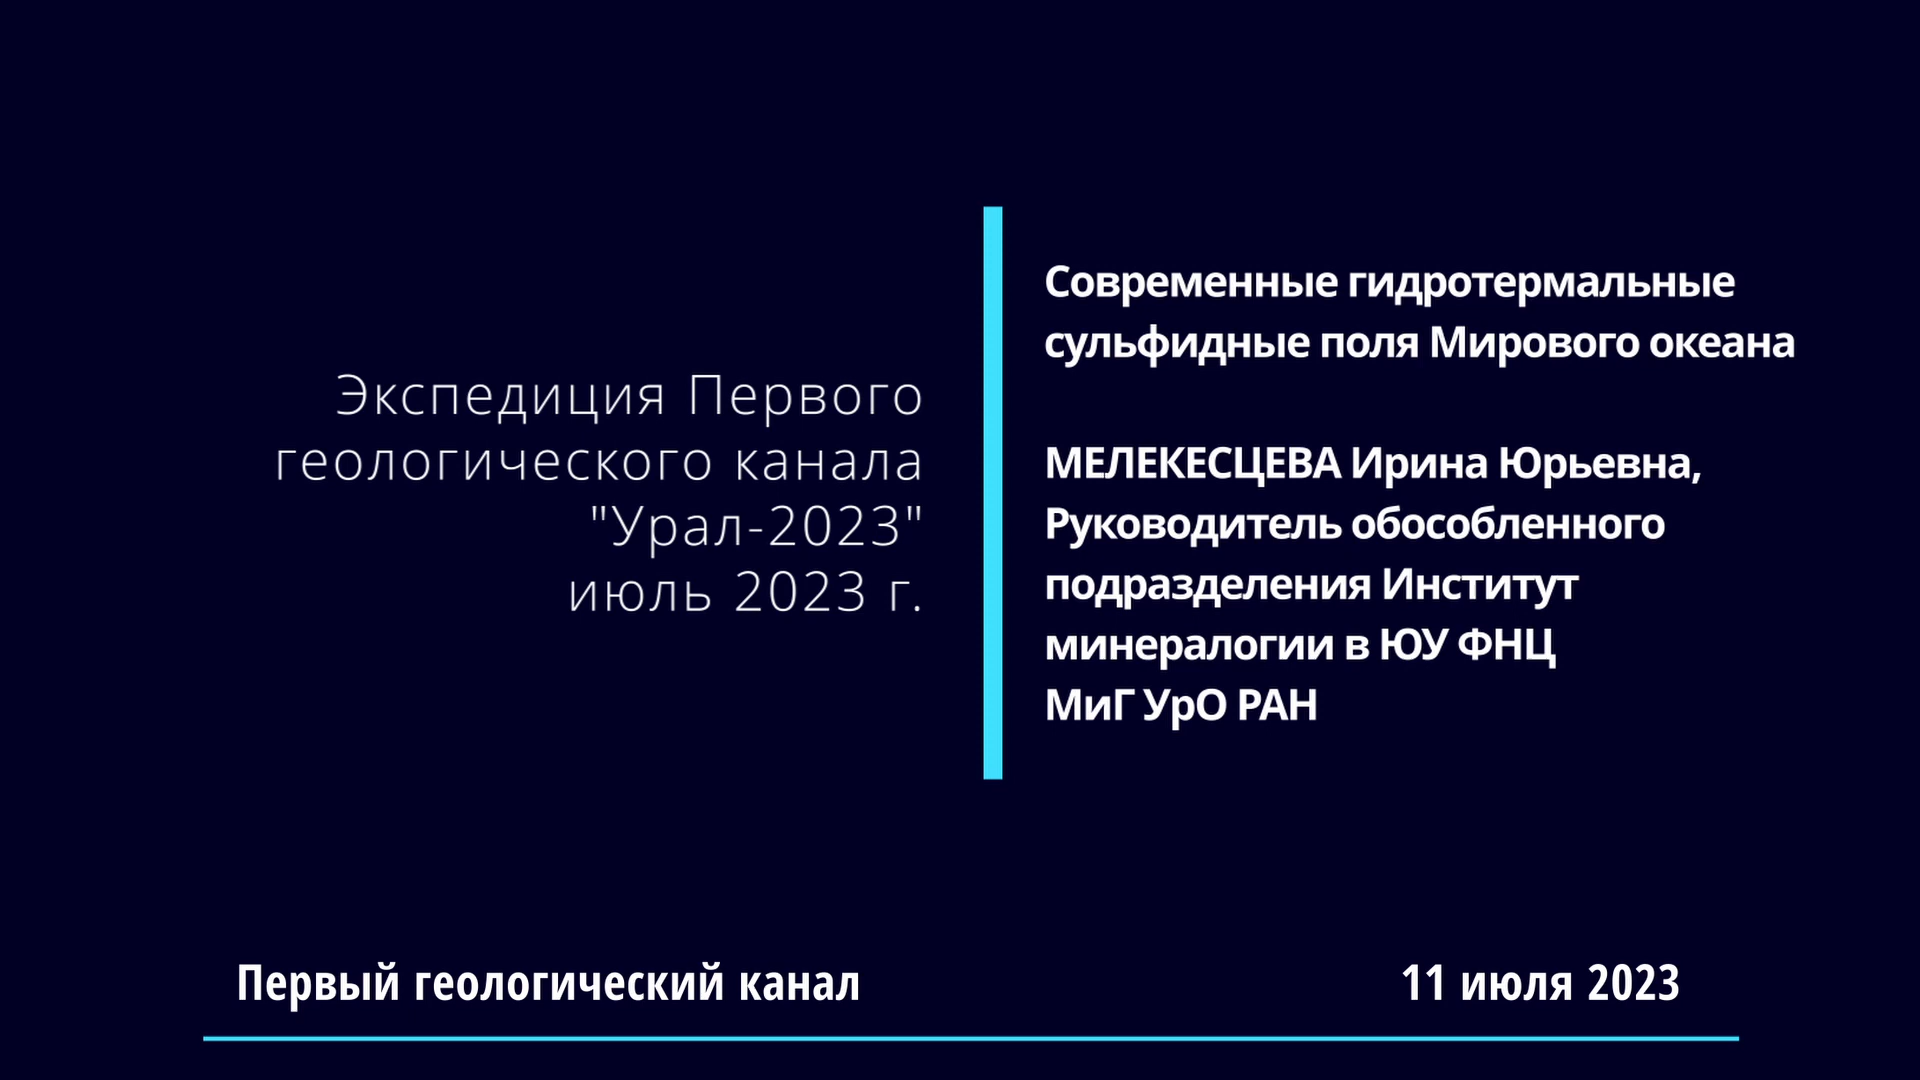 Экспедиция Первого
геологического канала
"Урал-2023"
июль 2023 г.
Современные гидротермальные
сульфидные поля Мирового океана
МЕЛЕКЕСЦЕВА Ирина Юрьевна,
Руководитель обособленного
подразделения Институт
минералогии в ЮУ ФНЦ
МиГ УрО РАН
Первый геологический канал
11 июля 2023